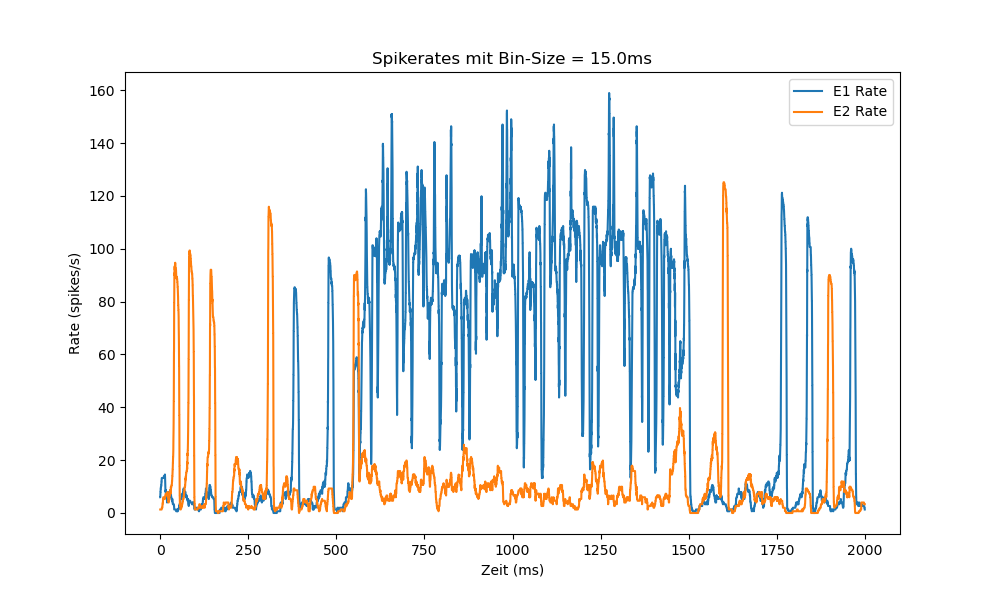 Spikerates mit Bin-Size = 15.0ms
E1 Rate
E2 Rate
Rate (spikes/s)
160
140
120
100
80
60
40
20
0
0 250 500 750 1000 1250 1500 1750 2000
Zeit (ms)